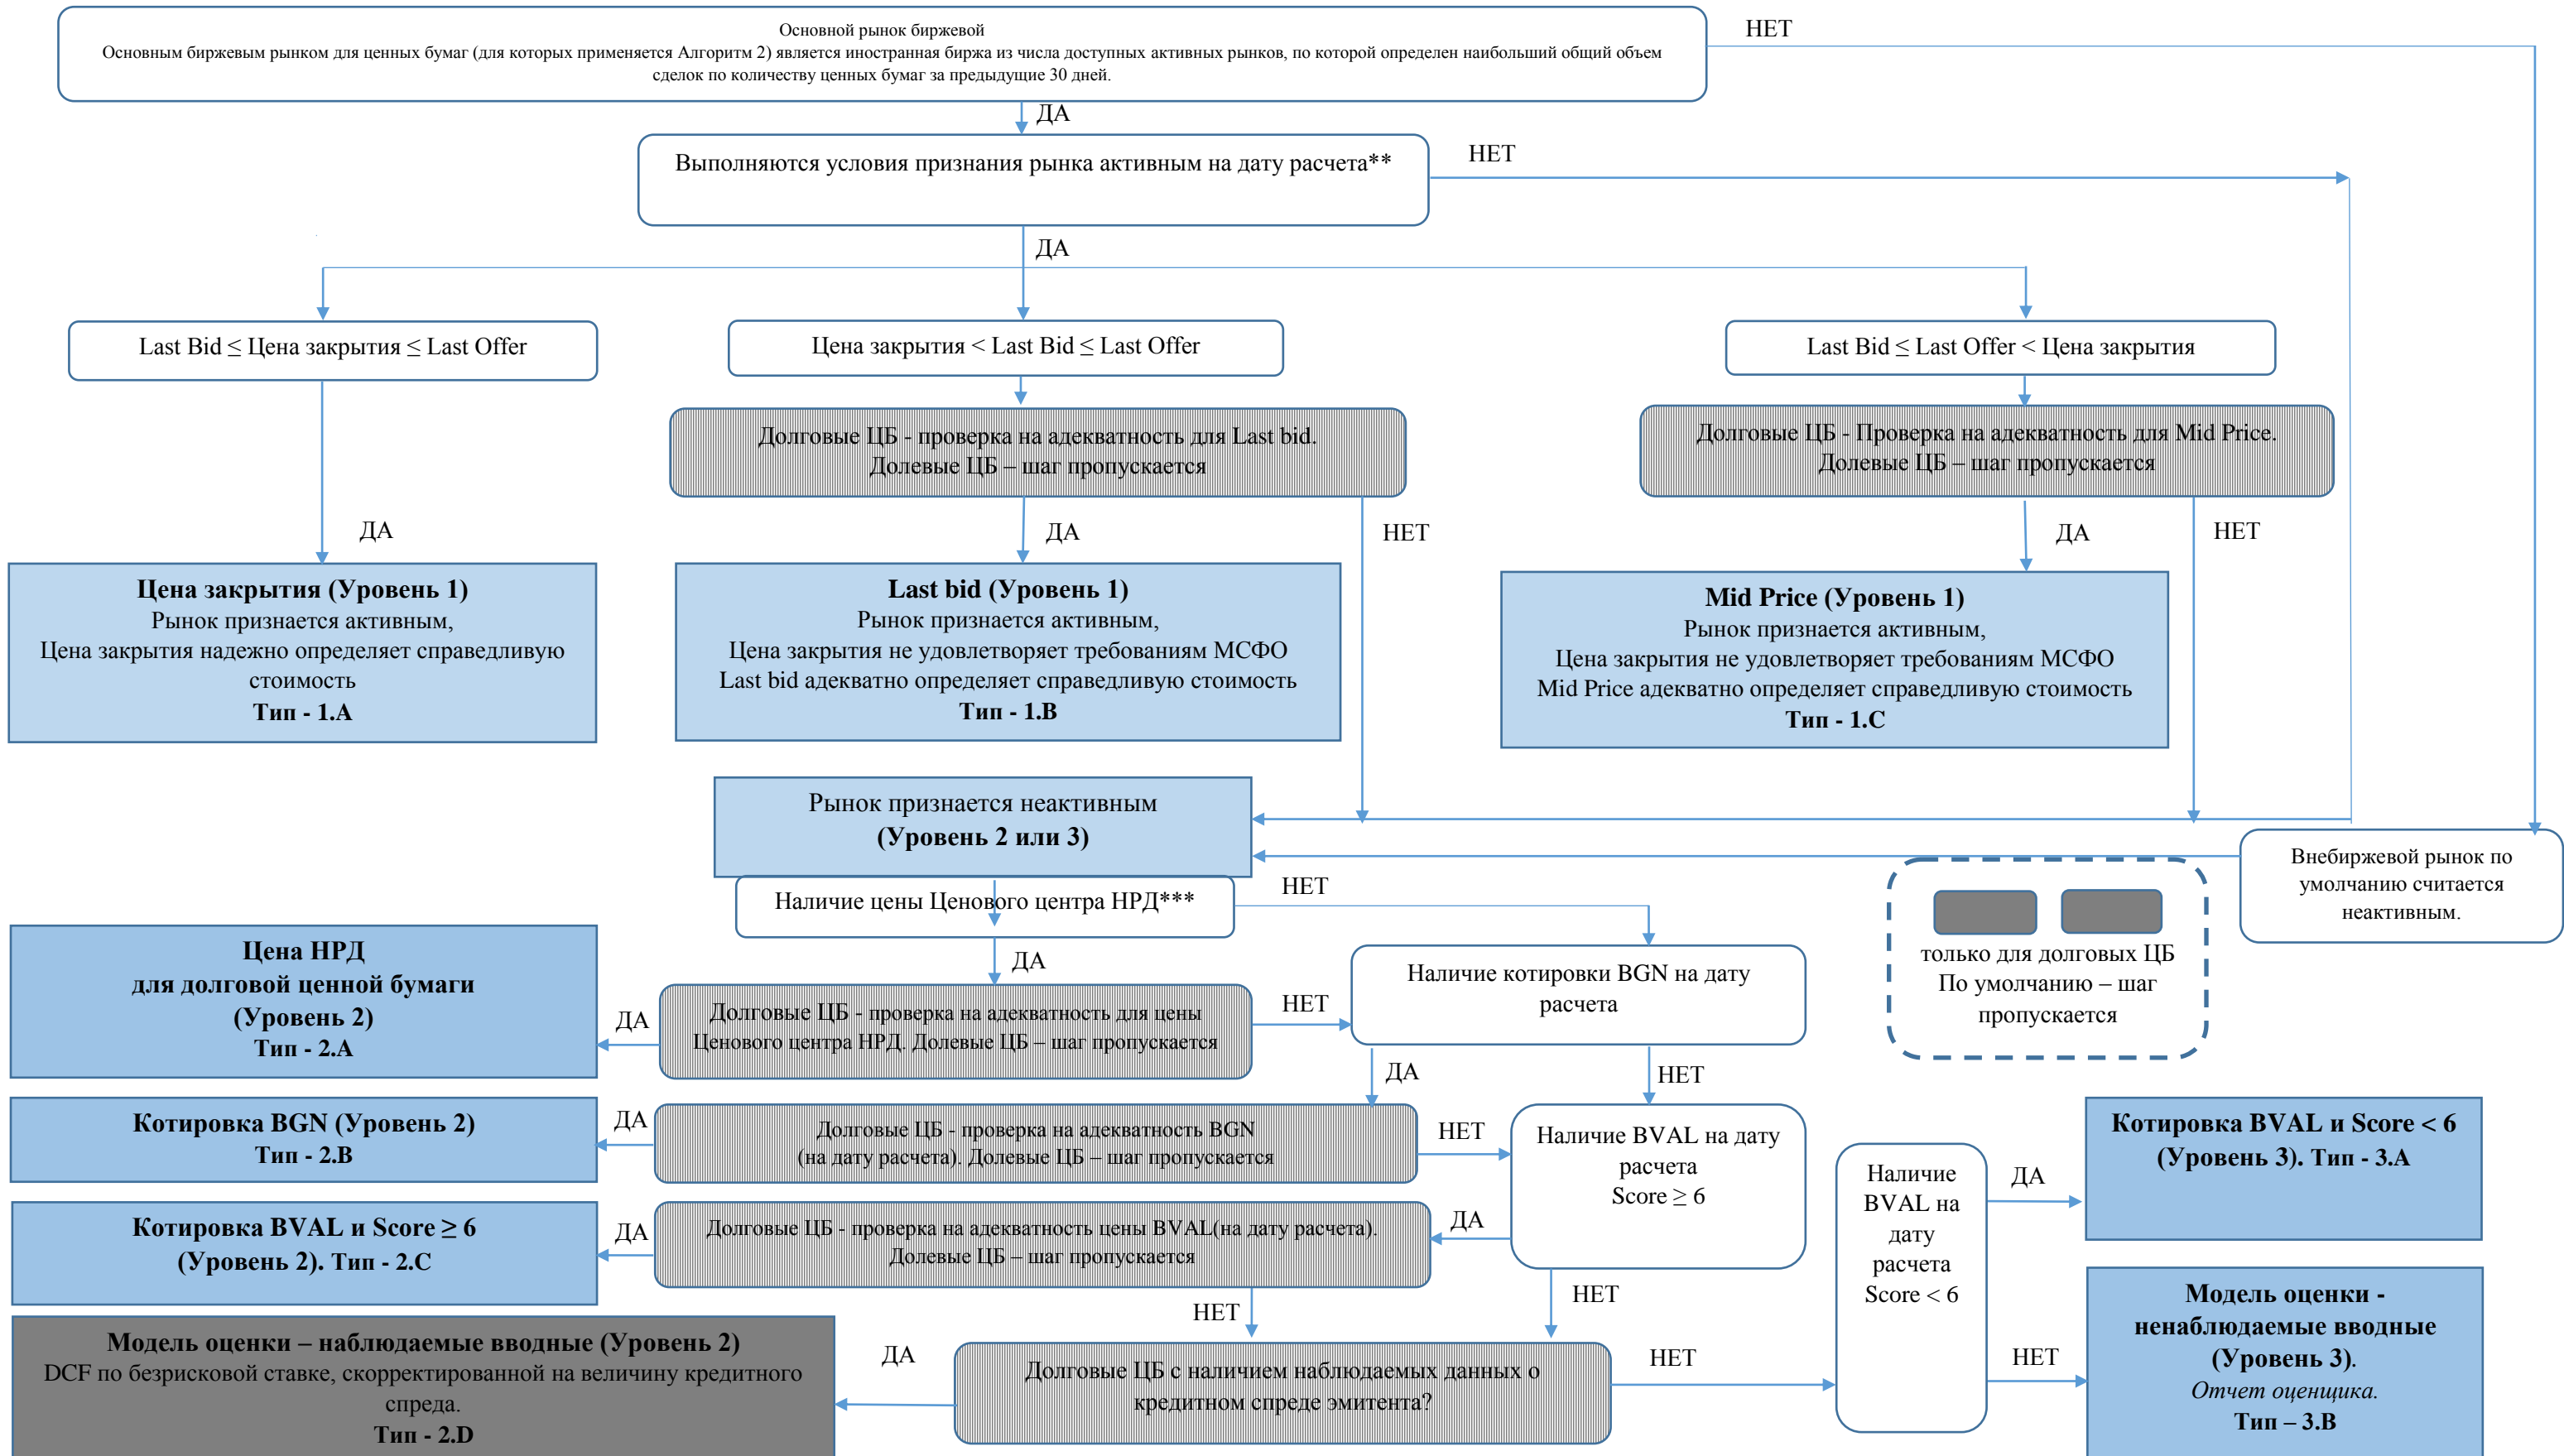 Основной рынок биржевой
Основным биржевым рынком для ценных бумаг (для которых применяется Алгоритм 2) является иностранная биржа из числа доступных активных рынков, по которой определен наибольший общий объем
сделок по количеству ценных бумаг за предыдущие 30 дней.
НЕТ
ДА
Выполняются условия признания рынка активным на дату расчета**
НЕТ
ДА
Last Bid ≤ Цена закрытия ≤ Last Offer
Цена закрытия < Last Bid ≤ Last Offer
Last Bid ≤ Last Offer < Цена закрытия
Долговые ЦБ - проверка на адекватность для Last bid.
Долевые ЦБ – шаг пропускается
Долговые ЦБ - Проверка на адекватность для Mid Price.
Долевые ЦБ – шаг пропускается
ДА
ДА
НЕТ
ДА
НЕТ
Цена закрытия (Уровень 1)
Рынок признается активным,
Цена закрытия надежно определяет справедливую
стоимость
Тип - 1.A
Last bid (Уровень 1)
Рынок признается активным,
Цена закрытия не удовлетворяет требованиям МСФО
Last bid адекватно определяет справедливую стоимость
Тип - 1.B
Mid Price (Уровень 1)
Рынок признается активным,
Цена закрытия не удовлетворяет требованиям МСФО
Mid Price адекватно определяет справедливую стоимость
Тип - 1.C
Рынок признается неактивным
(Уровень 2 или 3)
Внебиржевой рынок по
умолчанию считается
неактивным.
Наличие цены Ценового центра НРД***
НЕТ
ДА
только для долговых ЦБ
По умолчанию – шаг
пропускается
Цена НРД
для долговой ценной бумаги
(Уровень 2)
Тип - 2.A
ДА
Долговые ЦБ - проверка на адекватность для цены
Ценового центра НРД. Долевые ЦБ – шаг пропускается
НЕТ
Наличие котировки BGN на дату
расчета
ДА
НЕТ
Котировка BGN (Уровень 2)
Тип - 2.B
ДА
Долговые ЦБ - проверка на адекватность BGN
(на дату расчета). Долевые ЦБ – шаг пропускается
НЕТ
Наличие BVAL на дату
расчета
Score ≥ 6
Котировка BVAL и Score ≥ 6
(Уровень 2). Тип - 2.C
ДА
Долговые ЦБ - проверка на адекватность цены BVAL(на дату расчета).
Долевые ЦБ – шаг пропускается
ДА
НЕТ
НЕТ
Наличие
BVAL на
дату
расчета
Score < 6
ДА
Котировка BVAL и Score < 6
(Уровень 3). Тип - 3.A
Модель оценки – наблюдаемые вводные (Уровень 2)
DCF по безрисковой ставке, скорректированной на величину кредитного
спреда.
Тип - 2.D
ДА
Долговые ЦБ с наличием наблюдаемых данных о
кредитном спреде эмитента?
НЕТ
НЕТ
Модель оценки -
ненаблюдаемые вводные
(Уровень 3).
Отчет оценщика.
Тип – 3.B